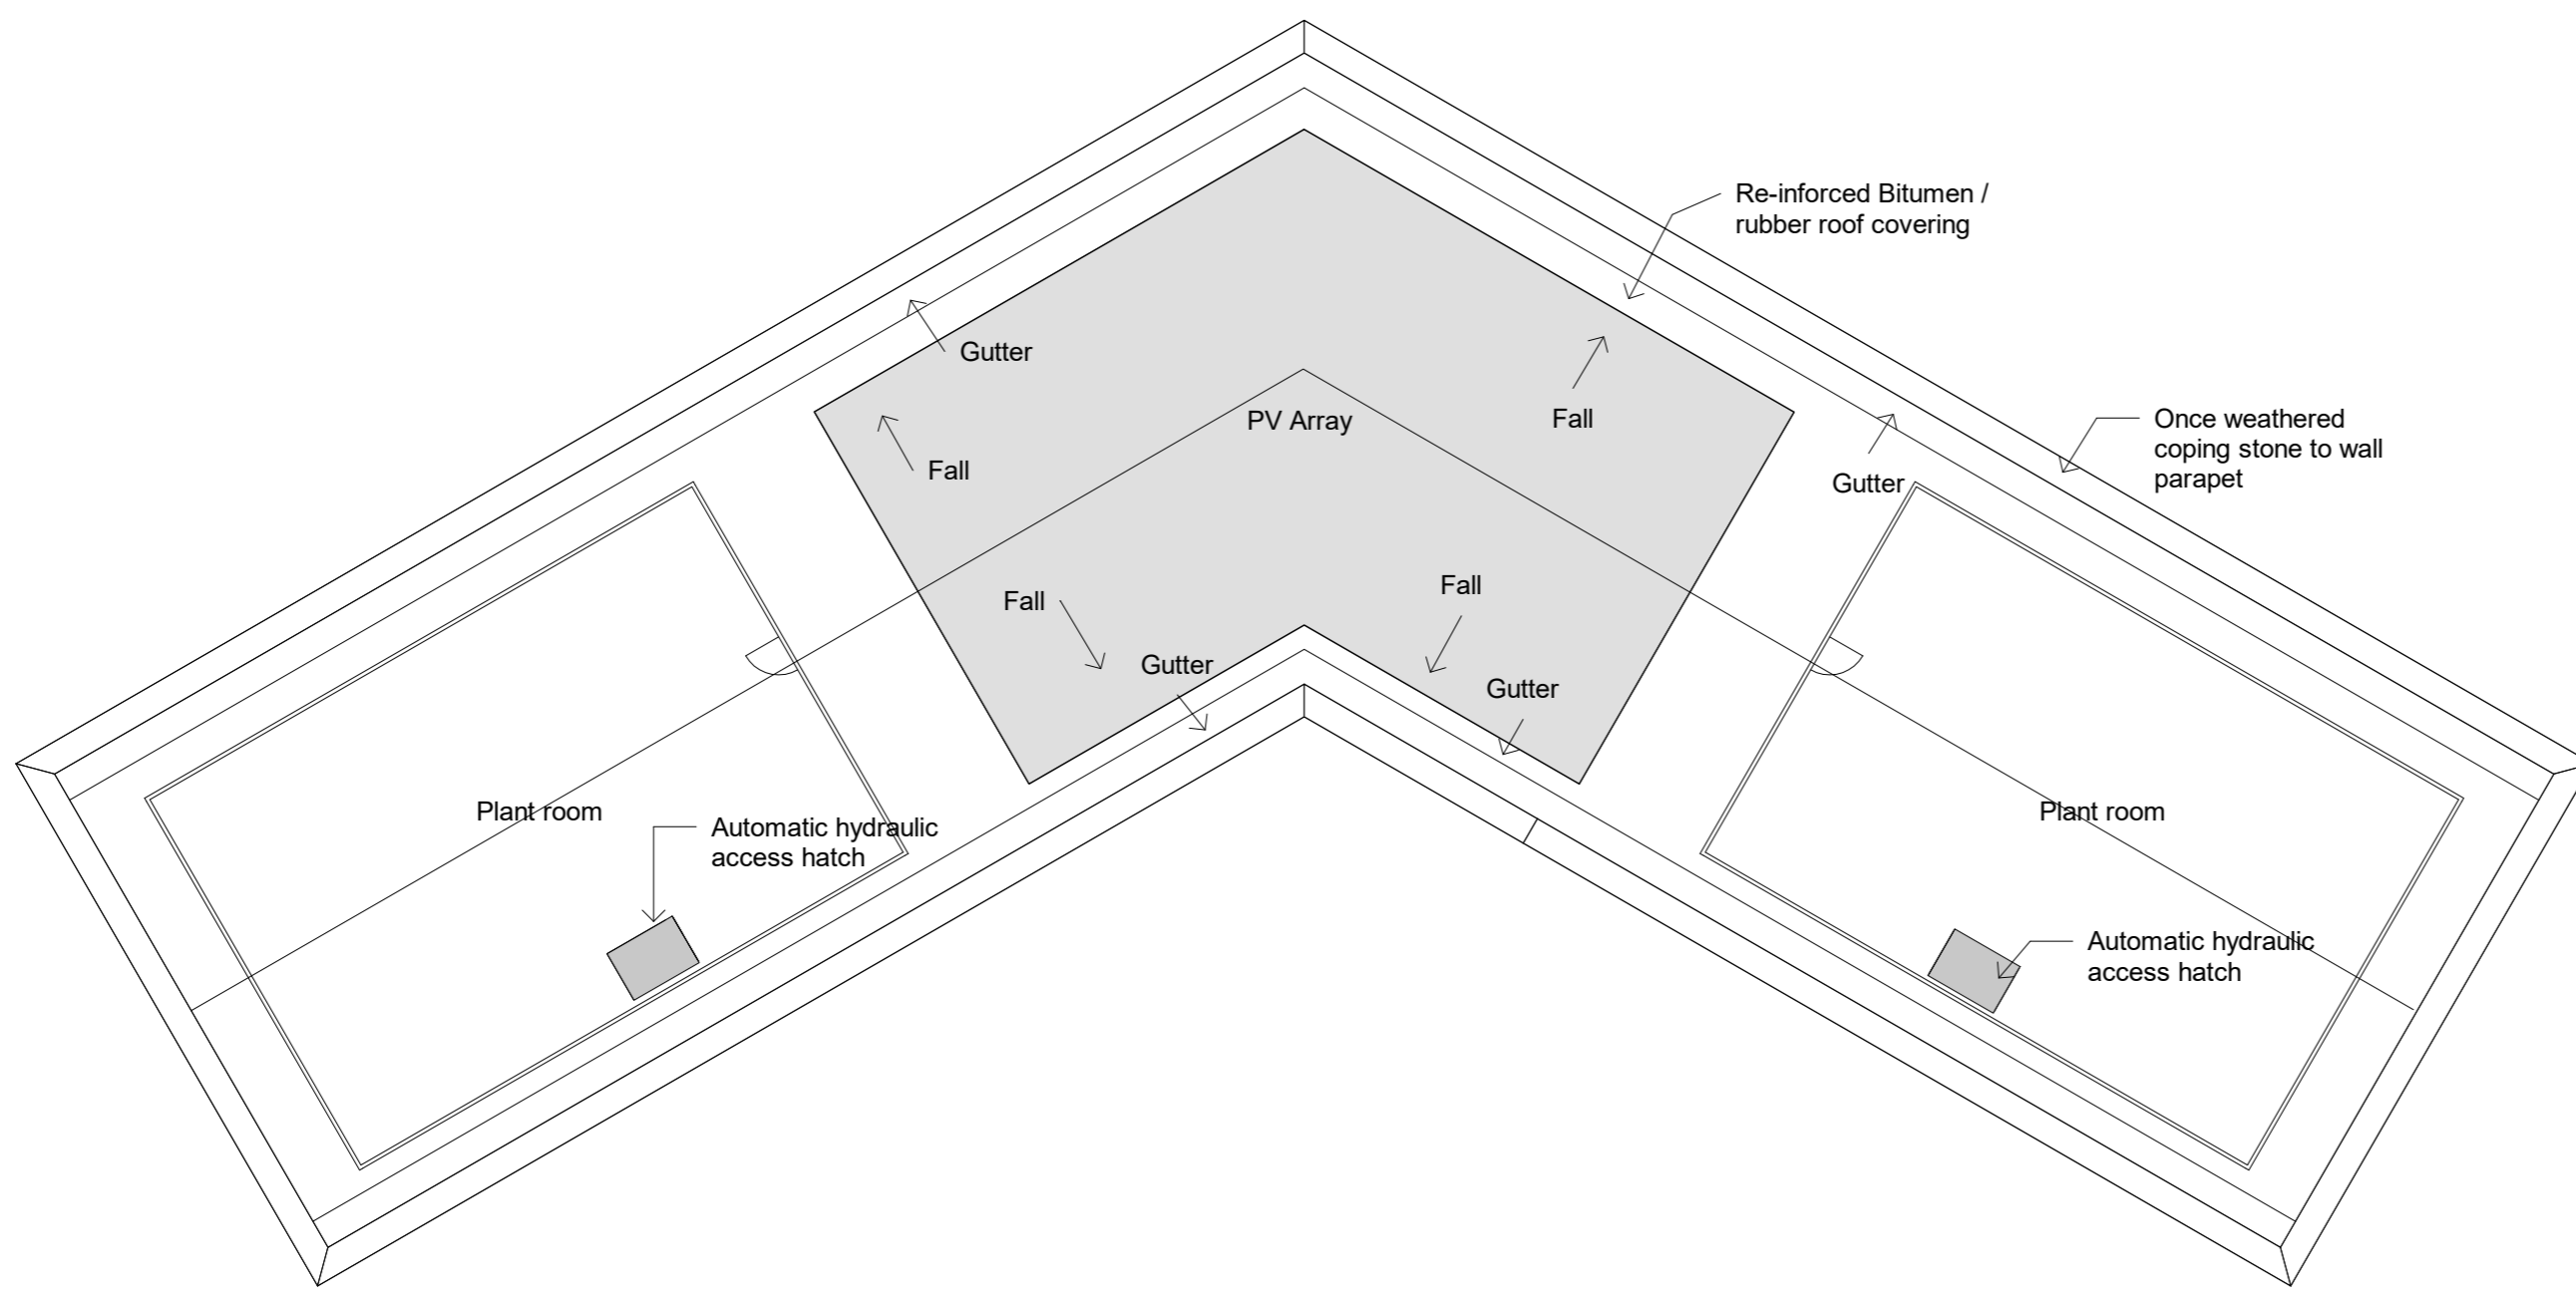 Re-inforced Bitumen /
rubber roof covering
Gutter
PV Array
Fall
Once weathered
coping stone to wall
parapet
Fall
Gutter
Fall
Fall
Gutter
Gutter
Plant room
Automatic hydraulic
access hatch
Plant room
Automatic hydraulic
access hatch